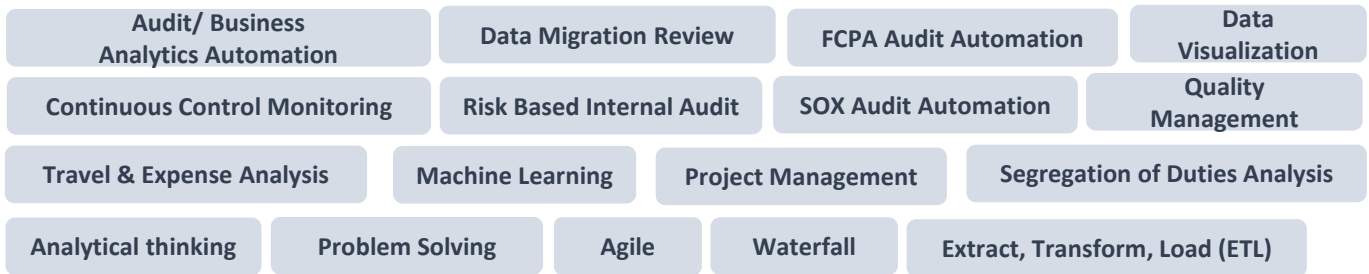 Audit/ Business
Analytics Automation
Data Migration Review
FCPA Audit Automation
Data
Visualization
Continuous Control Monitoring
Risk Based Internal Audit
SOX Audit Automation
Quality
Management
Travel & Expense Analysis
Machine Learning
Project Management
Segregation of Duties Analysis
Analytical thinking
Problem Solving
Agile
Waterfall
Extract, Transform, Load (ETL)